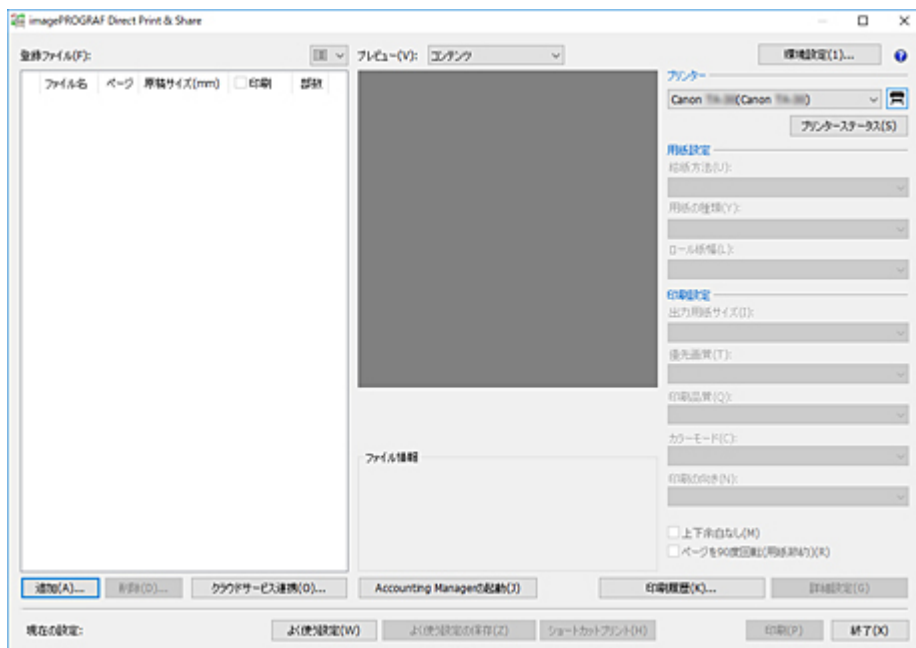 imagePROGRAF Direct Print & Share
登録ファイル(F):
プレビュー(V): コンテンツ
環境設定(1)...
ファイル名 ページ 原稿サイズ(mm) 印刷 部数
プリンター
Canon (Canon )
プリンターステータス(S)
用紙設定
給紙方法(U):
用紙の種類(Y):
ロール紙幅(L):
印刷設定
出力用紙サイズ(I):
優先画質(T):
印刷品質(Q):
カラーモード(C):
印刷の向き(N):
ファイル情報
上下余白なし(M)
ページを90度回転(用紙節約)(R)
追加(A)... 削除(D)... クラウドサービス連携(O)... Accounting Managerの起動(J) 印刷履歴(K)... 詳細設定(G)
現在の設定: よく使う設定(W) よく使う設定の保存(Z) ショートカットプリント(H) 印刷(P) 終了(X)